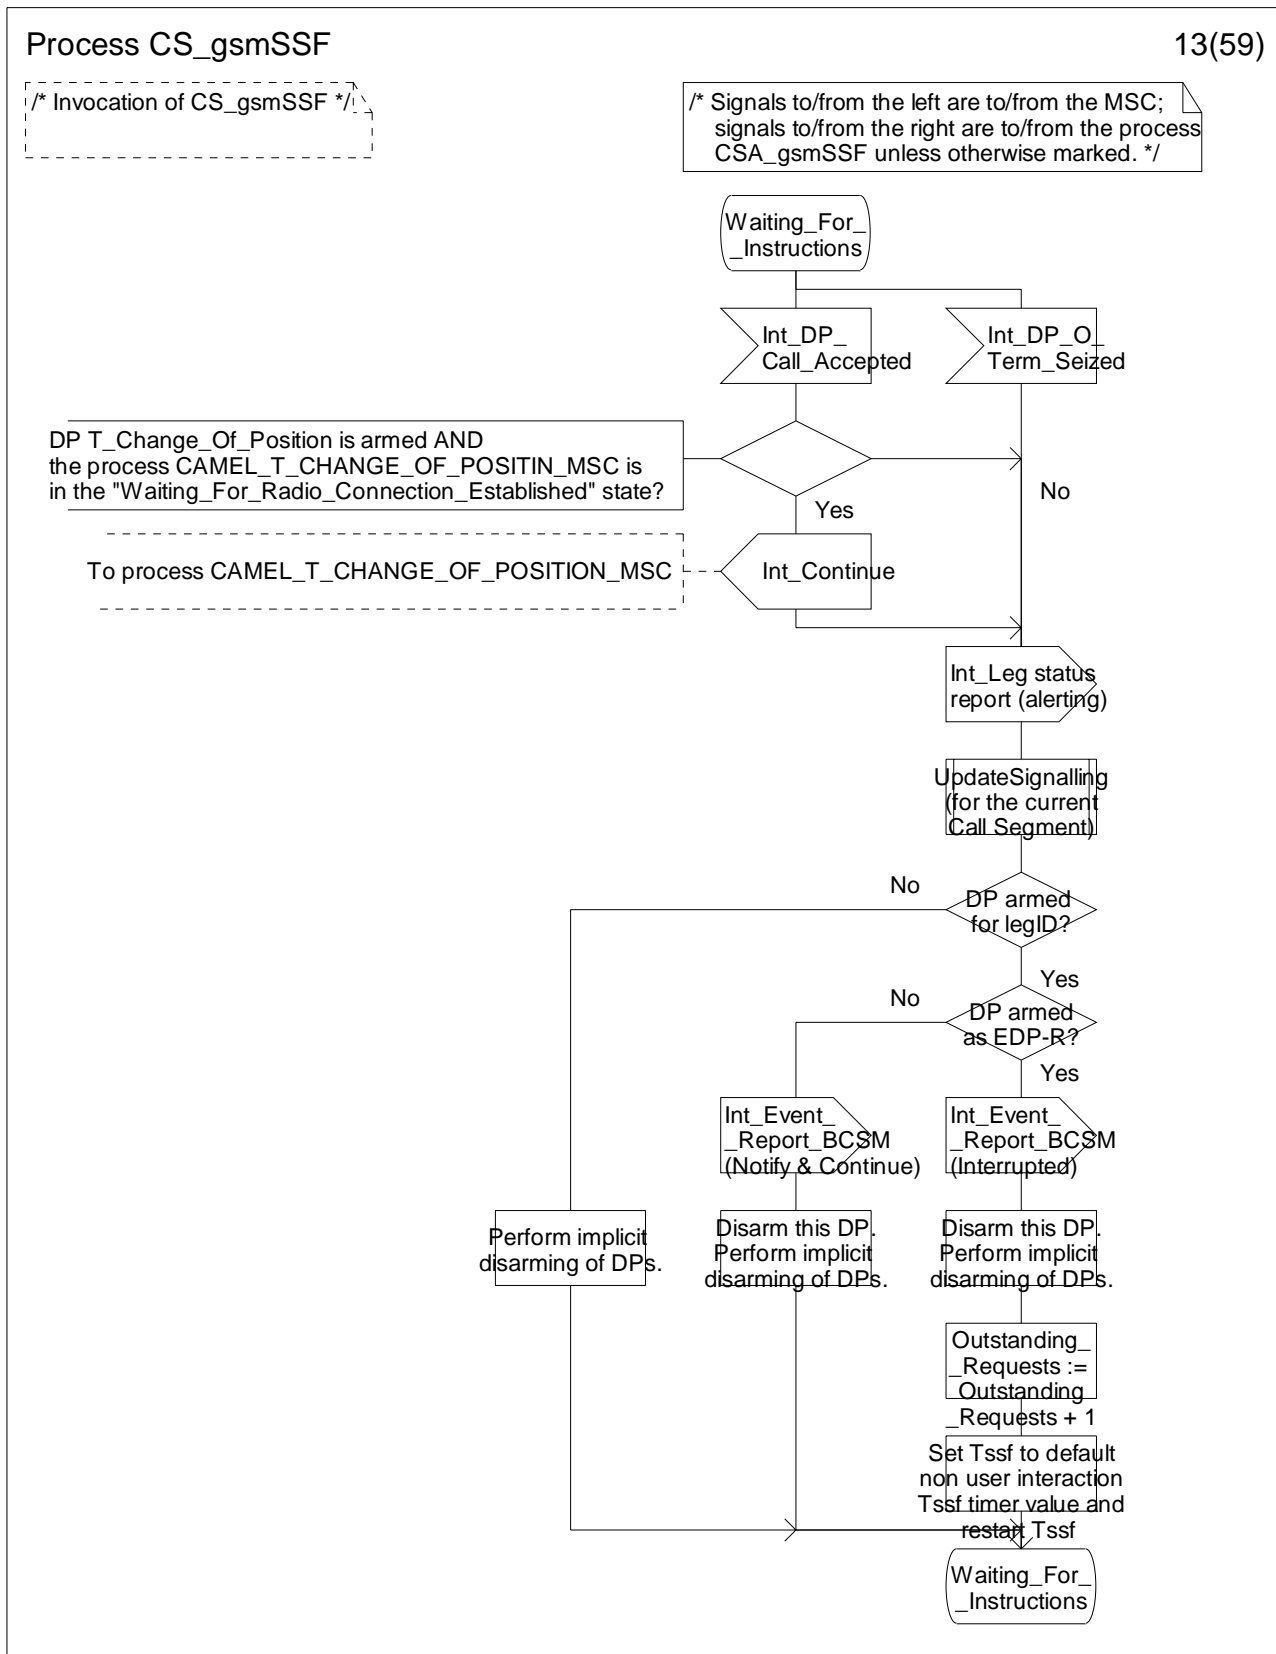 Process CS_gsmSSF
13(59)
/* Invocation of CS_gsmSSF */
/* Signals to/from the left are to/from the MSC;
signals to/from the right are to/from the process
CSA_gsmSSF unless otherwise marked. */
Waiting_For_
_Instructions
Int_DP_
Call_Accepted
Int_DP_O_
Term_Seized
DP T_Change_Of_Position is armed AND
the process CAMEL_T_CHANGE_OF_POSITIN_MSC is
in the "Waiting_For_Radio_Connection_Established" state?
No
Yes
To process CAMEL_T_CHANGE_OF_POSITION_MSC
Int_Continue
Int_Leg status
report (alerting)
UpdateSignalling
(for the current
Call Segment)
No
DP armed
for legID?
Yes
No
DP armed
as EDP-R?
Yes
Int_Event_
_Report_BCSM
(Notify & Continue)
Int_Event_
_Report_BCSM
(Interrupted)
Perform implicit
disarming of DPs.
Disarm this DP.
Perform implicit
disarming of DPs.
Disarm this DP.
Perform implicit
disarming of DPs.
Outstanding_
_Requests :=
Outstanding_
_Requests + 1
Set Tssf to default
non user interaction
Tssf timer value and
restart Tssf
Waiting_For_
_Instructions